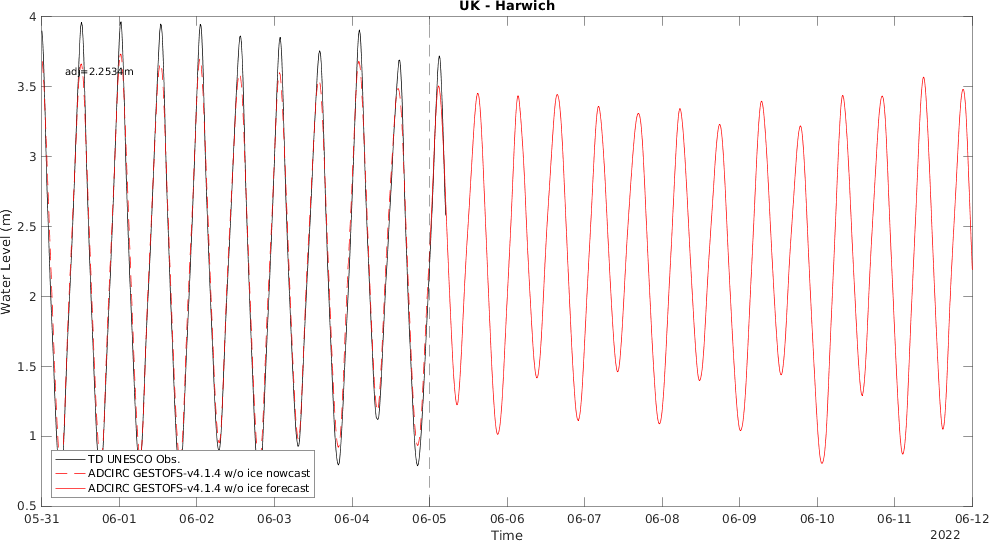 UK - Harwich
adj=2.2534m
Water Level (m)
4
3.5
3
2.5
2
1.5
1
0.5
TD UNESCO Obs.
ADCIRC GESTOFS-v4.1.4 w/o ice nowcast
ADCIRC GESTOFS-v4.1.4 w/o ice forecast
05-31 06-01 06-02 06-03 06-04 06-05 06-06 06-07 06-08 06-09 06-10 06-11 06-12
Time
2022